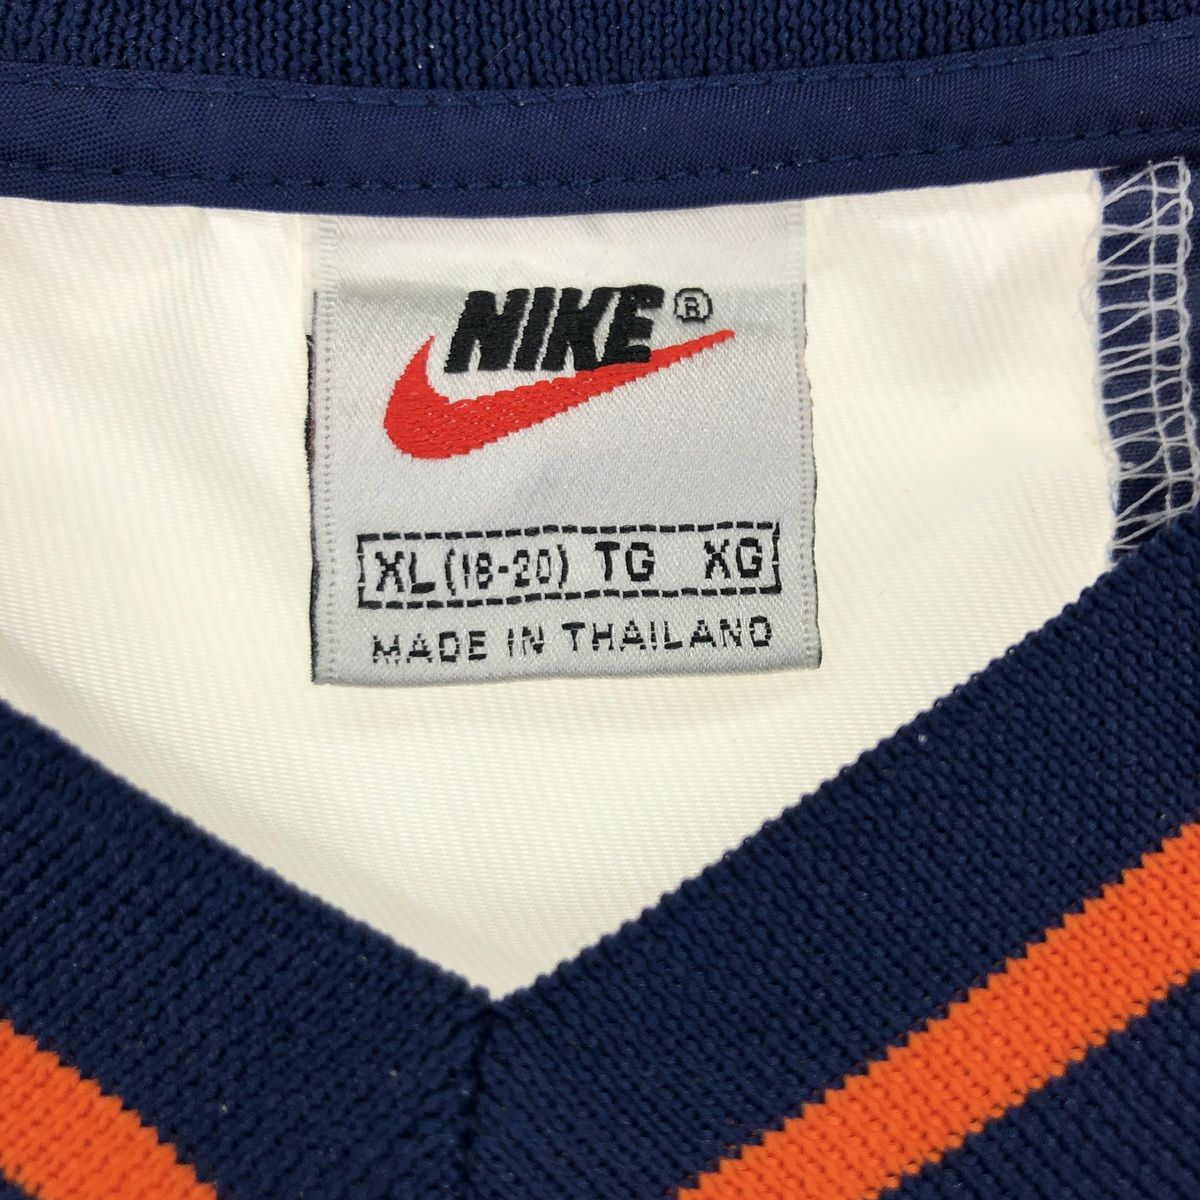 NIKE®
XL (18-20) TG XG
MADE IN THAILAND